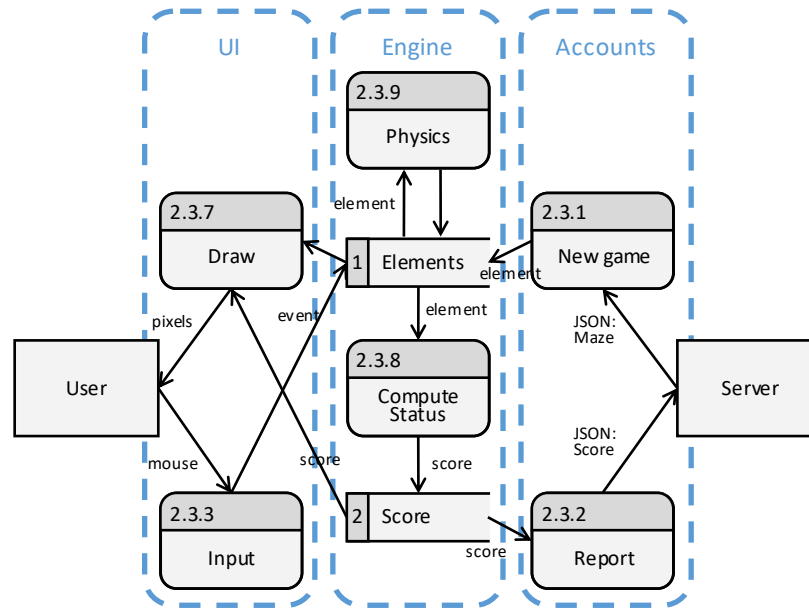 UI
Engine
Accounts
2.3.9
Physics
element
2.3.7
Draw
1
Elements
2.3.1
New game
element
pixels
event
element
JSON:
Maze
User
2.3.8
Compute
Status
Server
mouse
score
score
JSON:
Score
2.3.3
Input
2
Score
score
2.3.2
Report